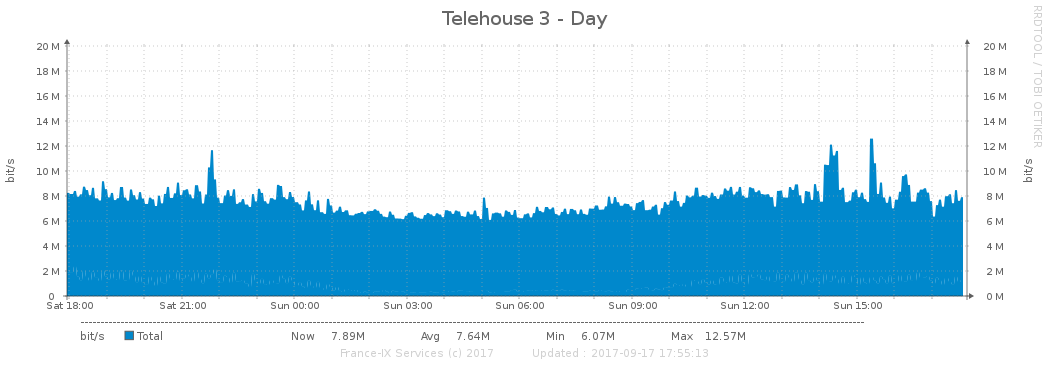 Telehouse 3 - Day
RRDTOOL / TOBI OETIKER
bit/s
bit/s
20 M 20 M
18 M 18 M
16 M 16 M
14 M 14 M
12 M 12 M
10 M 10 M
8 M 8 M
6 M 6 M
4 M 4 M
2 M 2 M
0 0 M
Sat 18:00 Sat 21:00 Sun 00:00 Sun 03:00 Sun 06:00 Sun 09:00 Sun 12:00 Sun 15:00
bit/s Total Now 7.89M Avg 7.64M Min 6.07M Max 12.57M
France-IX Services (c) 2017 Updated : 2017-09-17 17:55:13